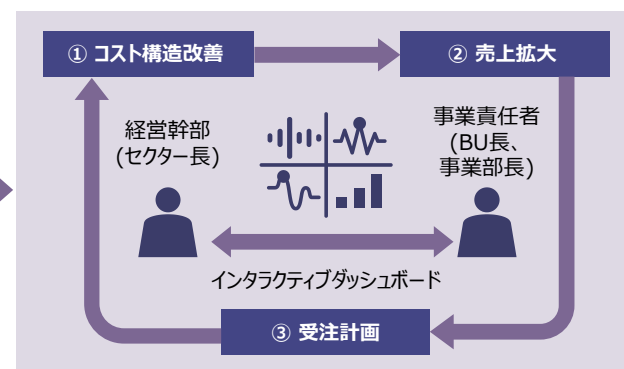 ① コスト構造改善
② 売上拡大
経営幹部
(セクター長)
事業責任者
(BU長、
事業部長)
インタラクティブダッシュボード
③ 受注計画